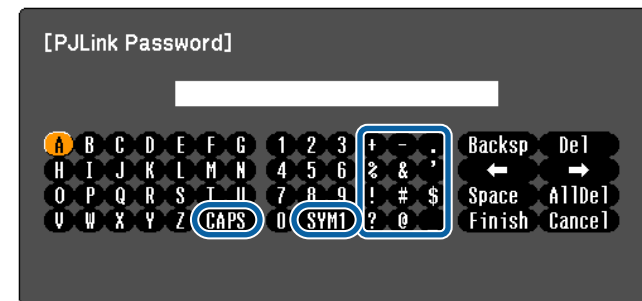 [PJLink Password]
A B C D E F G 1 2 3 + - . Backsp Del
H I J K L M N 4 5 6 % & ' ← →
O P Q R S T U 7 8 9 ! # $ Space AllDel
V W X Y Z CAPS 0 SYM1 ? @ _ Finish Cancel